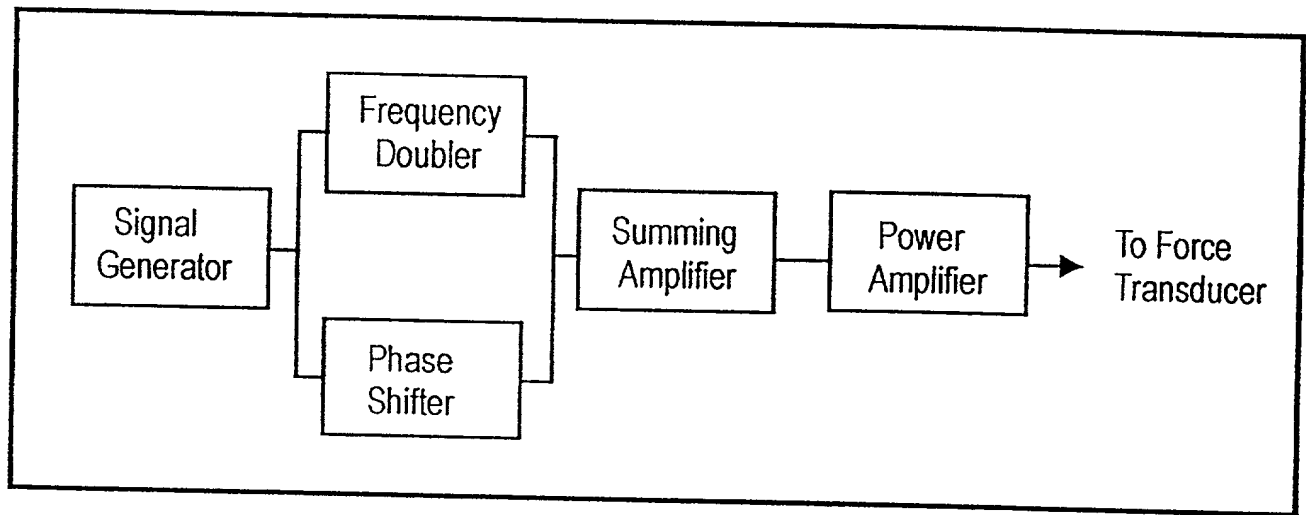 Signal
Generator
Frequency
Doubler
Phase
Shifter
Summing
Amplifier
Power
Amplifier
To Force
Transducer